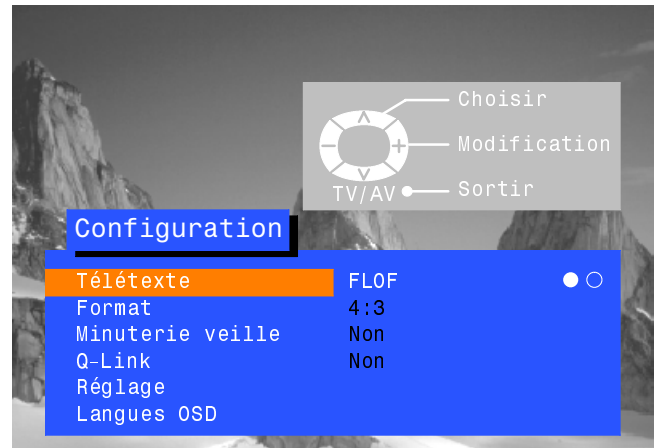 Choisir
Modification
TV/AV Sortir
Configuration
Télétexte FLOF
Format 4:3
Minuterie veille Non
Q-Link Non
Réglage
Langues OSD